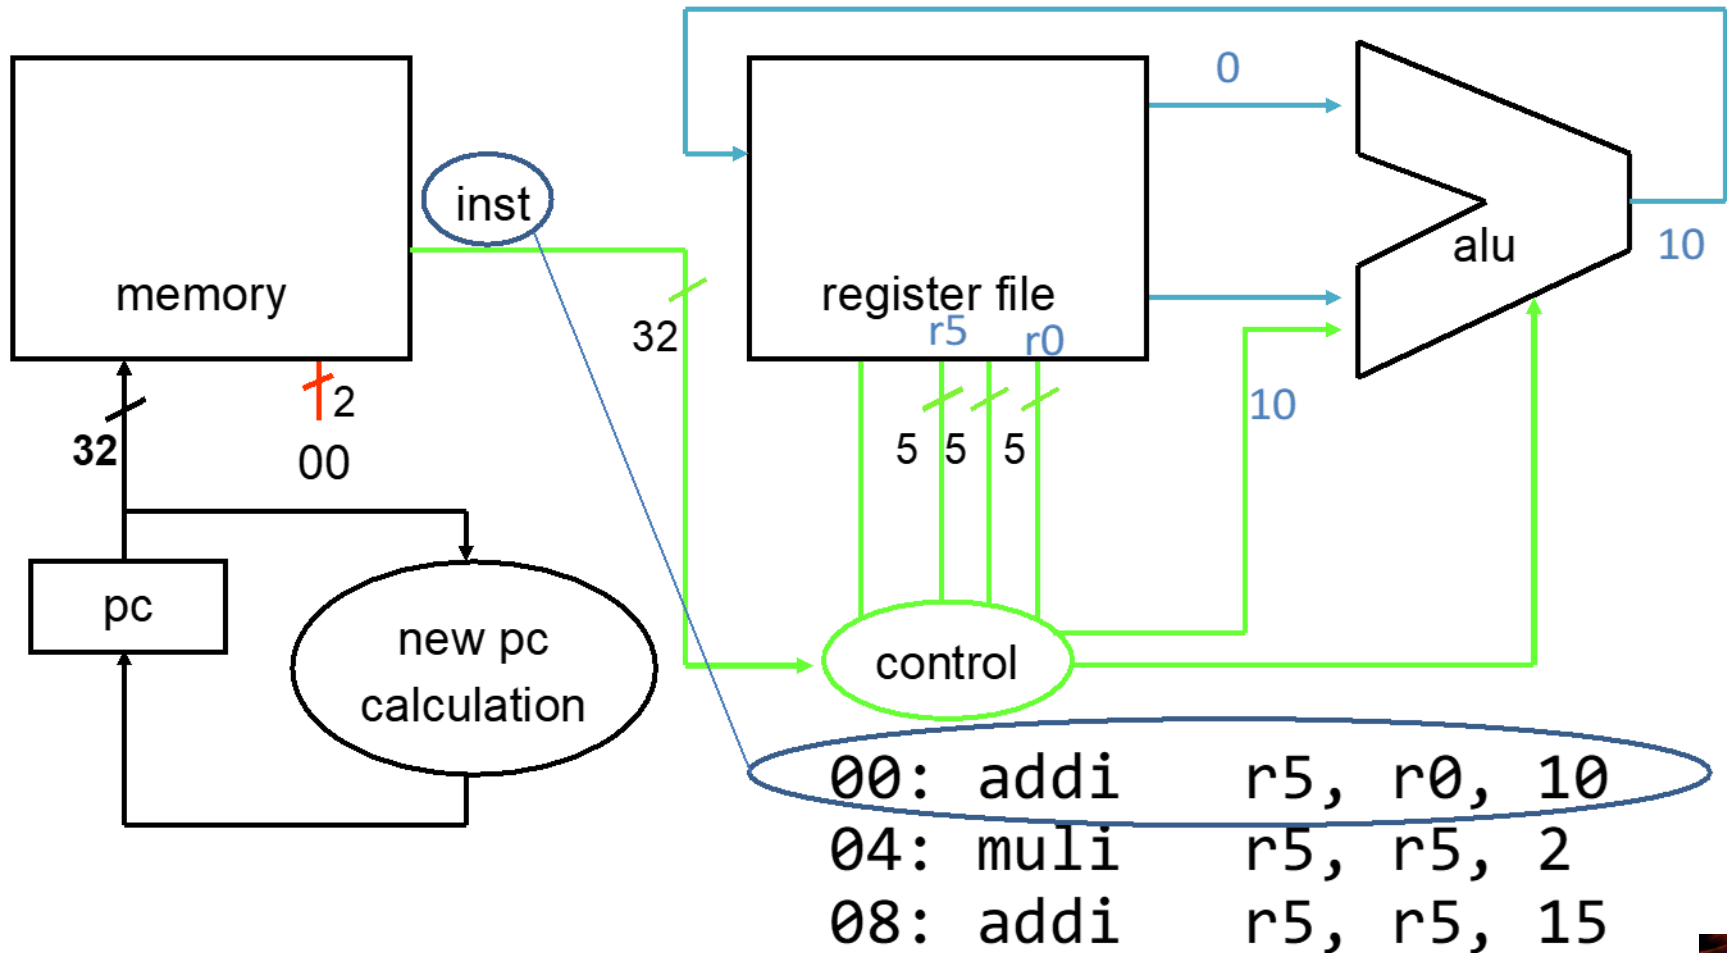 0
inst
alu
10
memory
register file
32
r5
r0
2
10
32
00
5
5
5
pc
new pc
calculation
control
00: addi r5, r0, 10
04: muli r5, r5, 2
08: addi r5, r5, 15